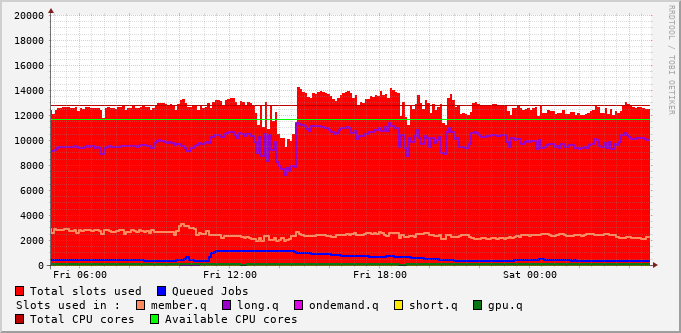 20000
18000
16000
14000
12000
10000
8000
6000
4000
2000
0
Fri 06:00 Fri 12:00 Fri 18:00 Sat 00:00
RRDTOOL / TOBI OETIKER
Total slots used Queued Jobs
Slots used in : member.q long.q ondemand.q short.q gpu.q
Total CPU cores Available CPU cores